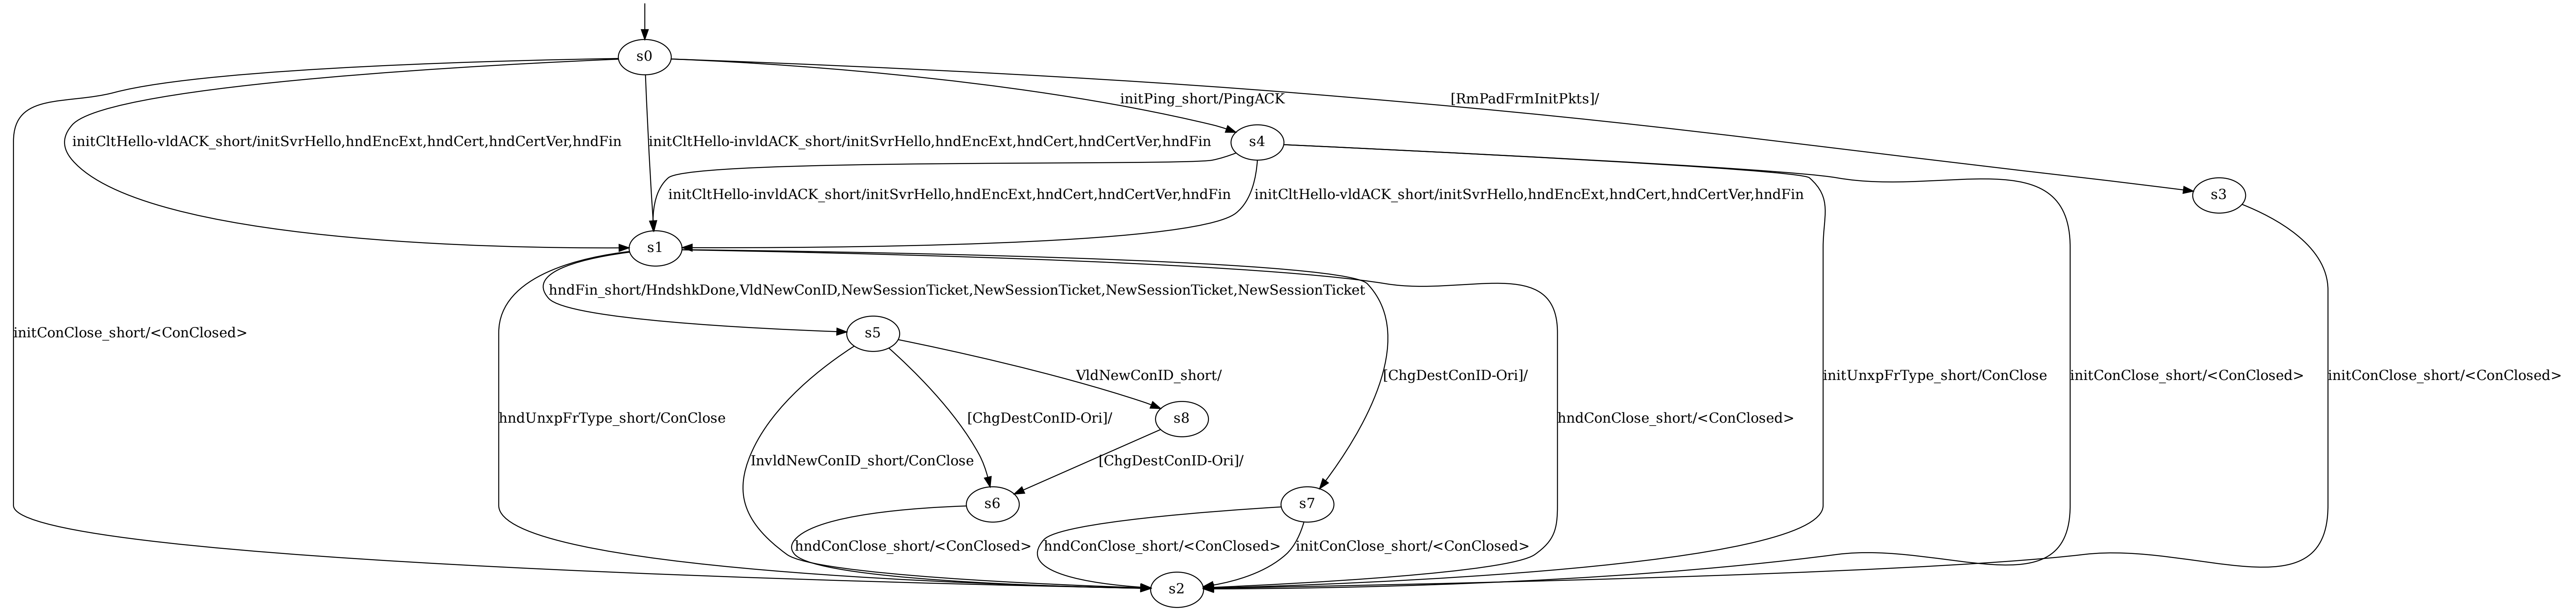 s0
initPing_short/PingACK
[RmPadFrmInitPkts]/
initCltHello-vldACK_short/initSvrHello,hndEncExt,hndCert,hndCertVer,hndFin
initCltHello-invldACK_short/initSvrHello,hndEncExt,hndCert,hndCertVer,hndFin
s4
initCltHello-invldACK_short/initSvrHello,hndEncExt,hndCert,hndCertVer,hndFin
initCltHello-vldACK_short/initSvrHello,hndEncExt,hndCert,hndCertVer,hndFin
s3
s1
hndFin_short/HndshkDone,VldNewConID,NewSessionTicket,NewSessionTicket,NewSessionTicket,NewSessionTicket
initConClose_short/<ConClosed>
s5
VldNewConID_short/
[ChgDestConID-Ori]/
initUnxpFrType_short/ConClose
initConClose_short/<ConClosed>
initConClose_short/<ConClosed>
hndUnxpFrType_short/ConClose
[ChgDestConID-Ori]/
s8
hndConClose_short/<ConClosed>
InvldNewConID_short/ConClose
[ChgDestConID-Ori]/
s6
s7
hndConClose_short/<ConClosed>
hndConClose_short/<ConClosed>
initConClose_short/<ConClosed>
s2